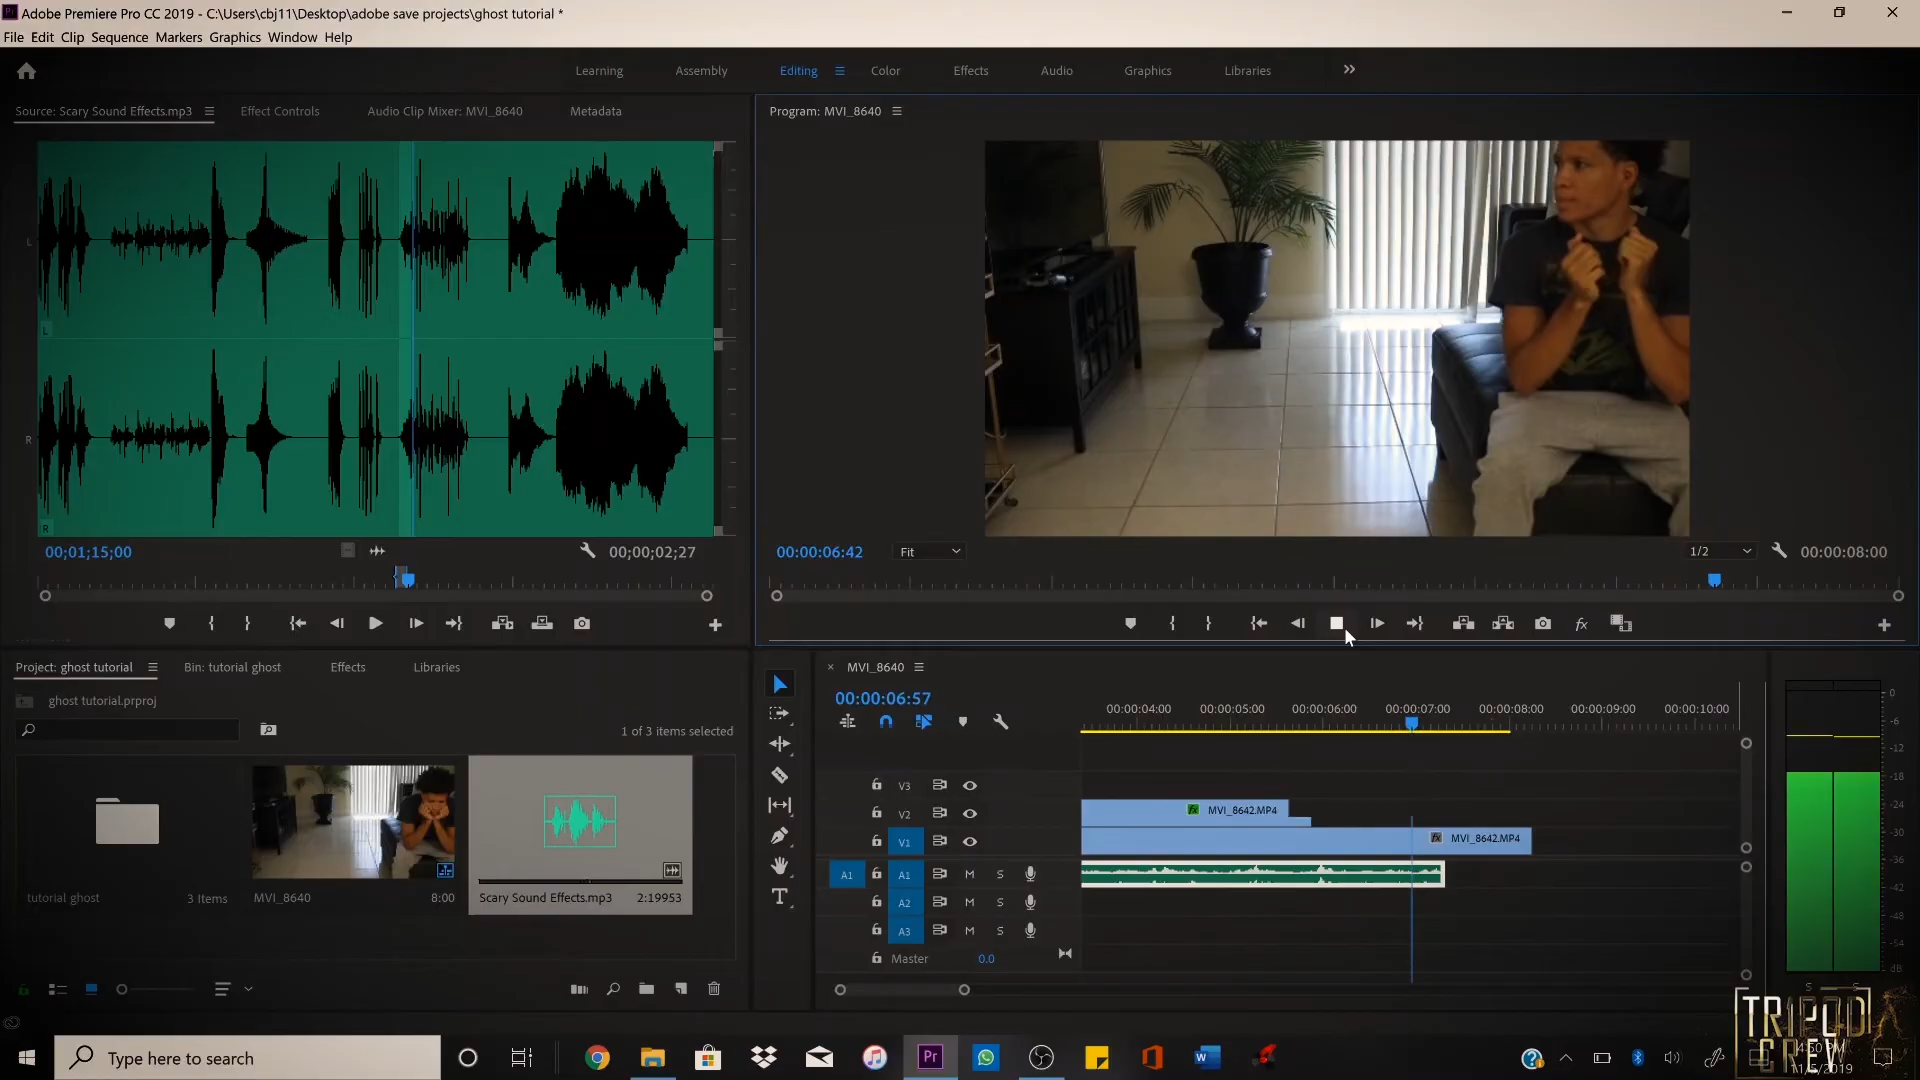 Adobe Premiere Pro CC 2019 - C:\Users\cbj11\Desktop\adobe save projects\ghost tutorial *
File Edit Clip Sequence Markers Graphics Window Help
Learning Assembly Editing Color Effects Audio Graphics Libraries
Source: Scary Sound Effects.mp3 Effect Controls Audio Clip Mixer: MVI_8640 Metadata
Program: MVI_8640
L
L
R
R
00;01;15;00 00;00;02;27
00:00:06:42 Fit 1/2 00:00:08:00
Project: ghost tutorial Bin: tutorial ghost Effects Libraries
ghost tutorial.prproj
1 of 3 items selected
tutorial ghost 3 Items
MVI_8640 8:00
Scary Sound Effects.mp3 2:19953
MVI_8640
00:00:06:57
00:00:04:00 00:00:05:00 00:00:06:00 00:00:07:00 00:00:08:00 00:00:09:00 00:00:10:00
V3
V2 fx MVI_8642.MP4
V1 fx MVI_8642.MP4
A1 A1 M S
A2 M S
A3 M S
Master 0.0
0
-6
-12
-18
-24
-30
-36
-42
-48
-54
dB
S S
TRIPOD
CREW
Type here to search
Pr
4:50 PM
11/5/2019